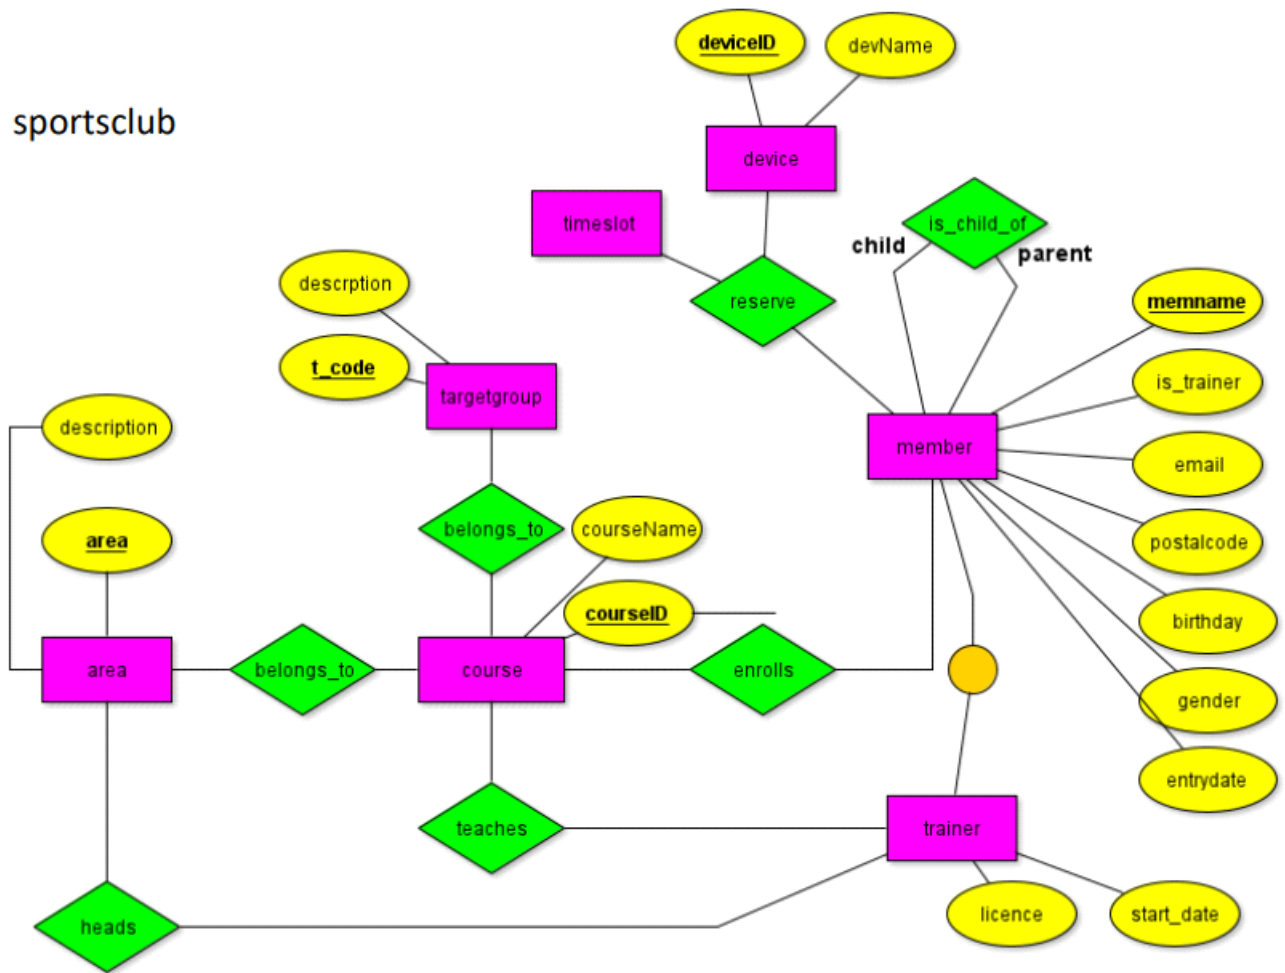 sportsclub
deviceID
devName
device
timeslot
is_child_of
child
parent
reserve
descrption
t_code
targetgroup
memname
is_trainer
email
postalcode
birthday
gender
entrydate
member
description
area
area
belongs_to
belongs_to
courseName
courseID
course
enrolls
teaches
trainer
licence
start_date
heads